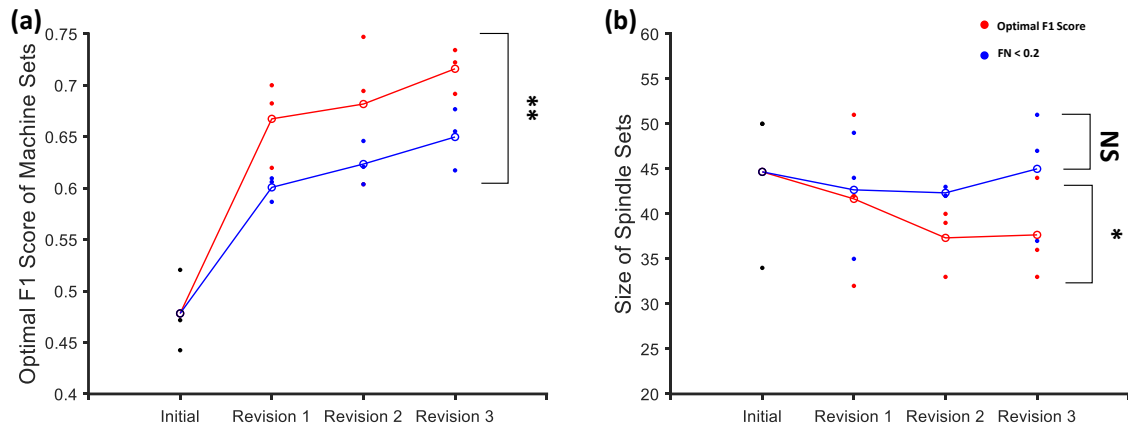 (a)
Optimal F1 Score of Machine Sets
0.75
0.7
0.65
0.6
0.55
0.5
0.45
0.4
Initial
Revision 1
Revision 2
Revision 3
**
(b)
Size of Spindle Sets
60
55
50
45
40
35
30
25
20
Initial
Revision 1
Revision 2
Revision 3
Optimal F1 Score
FN < 0.2
NS
*